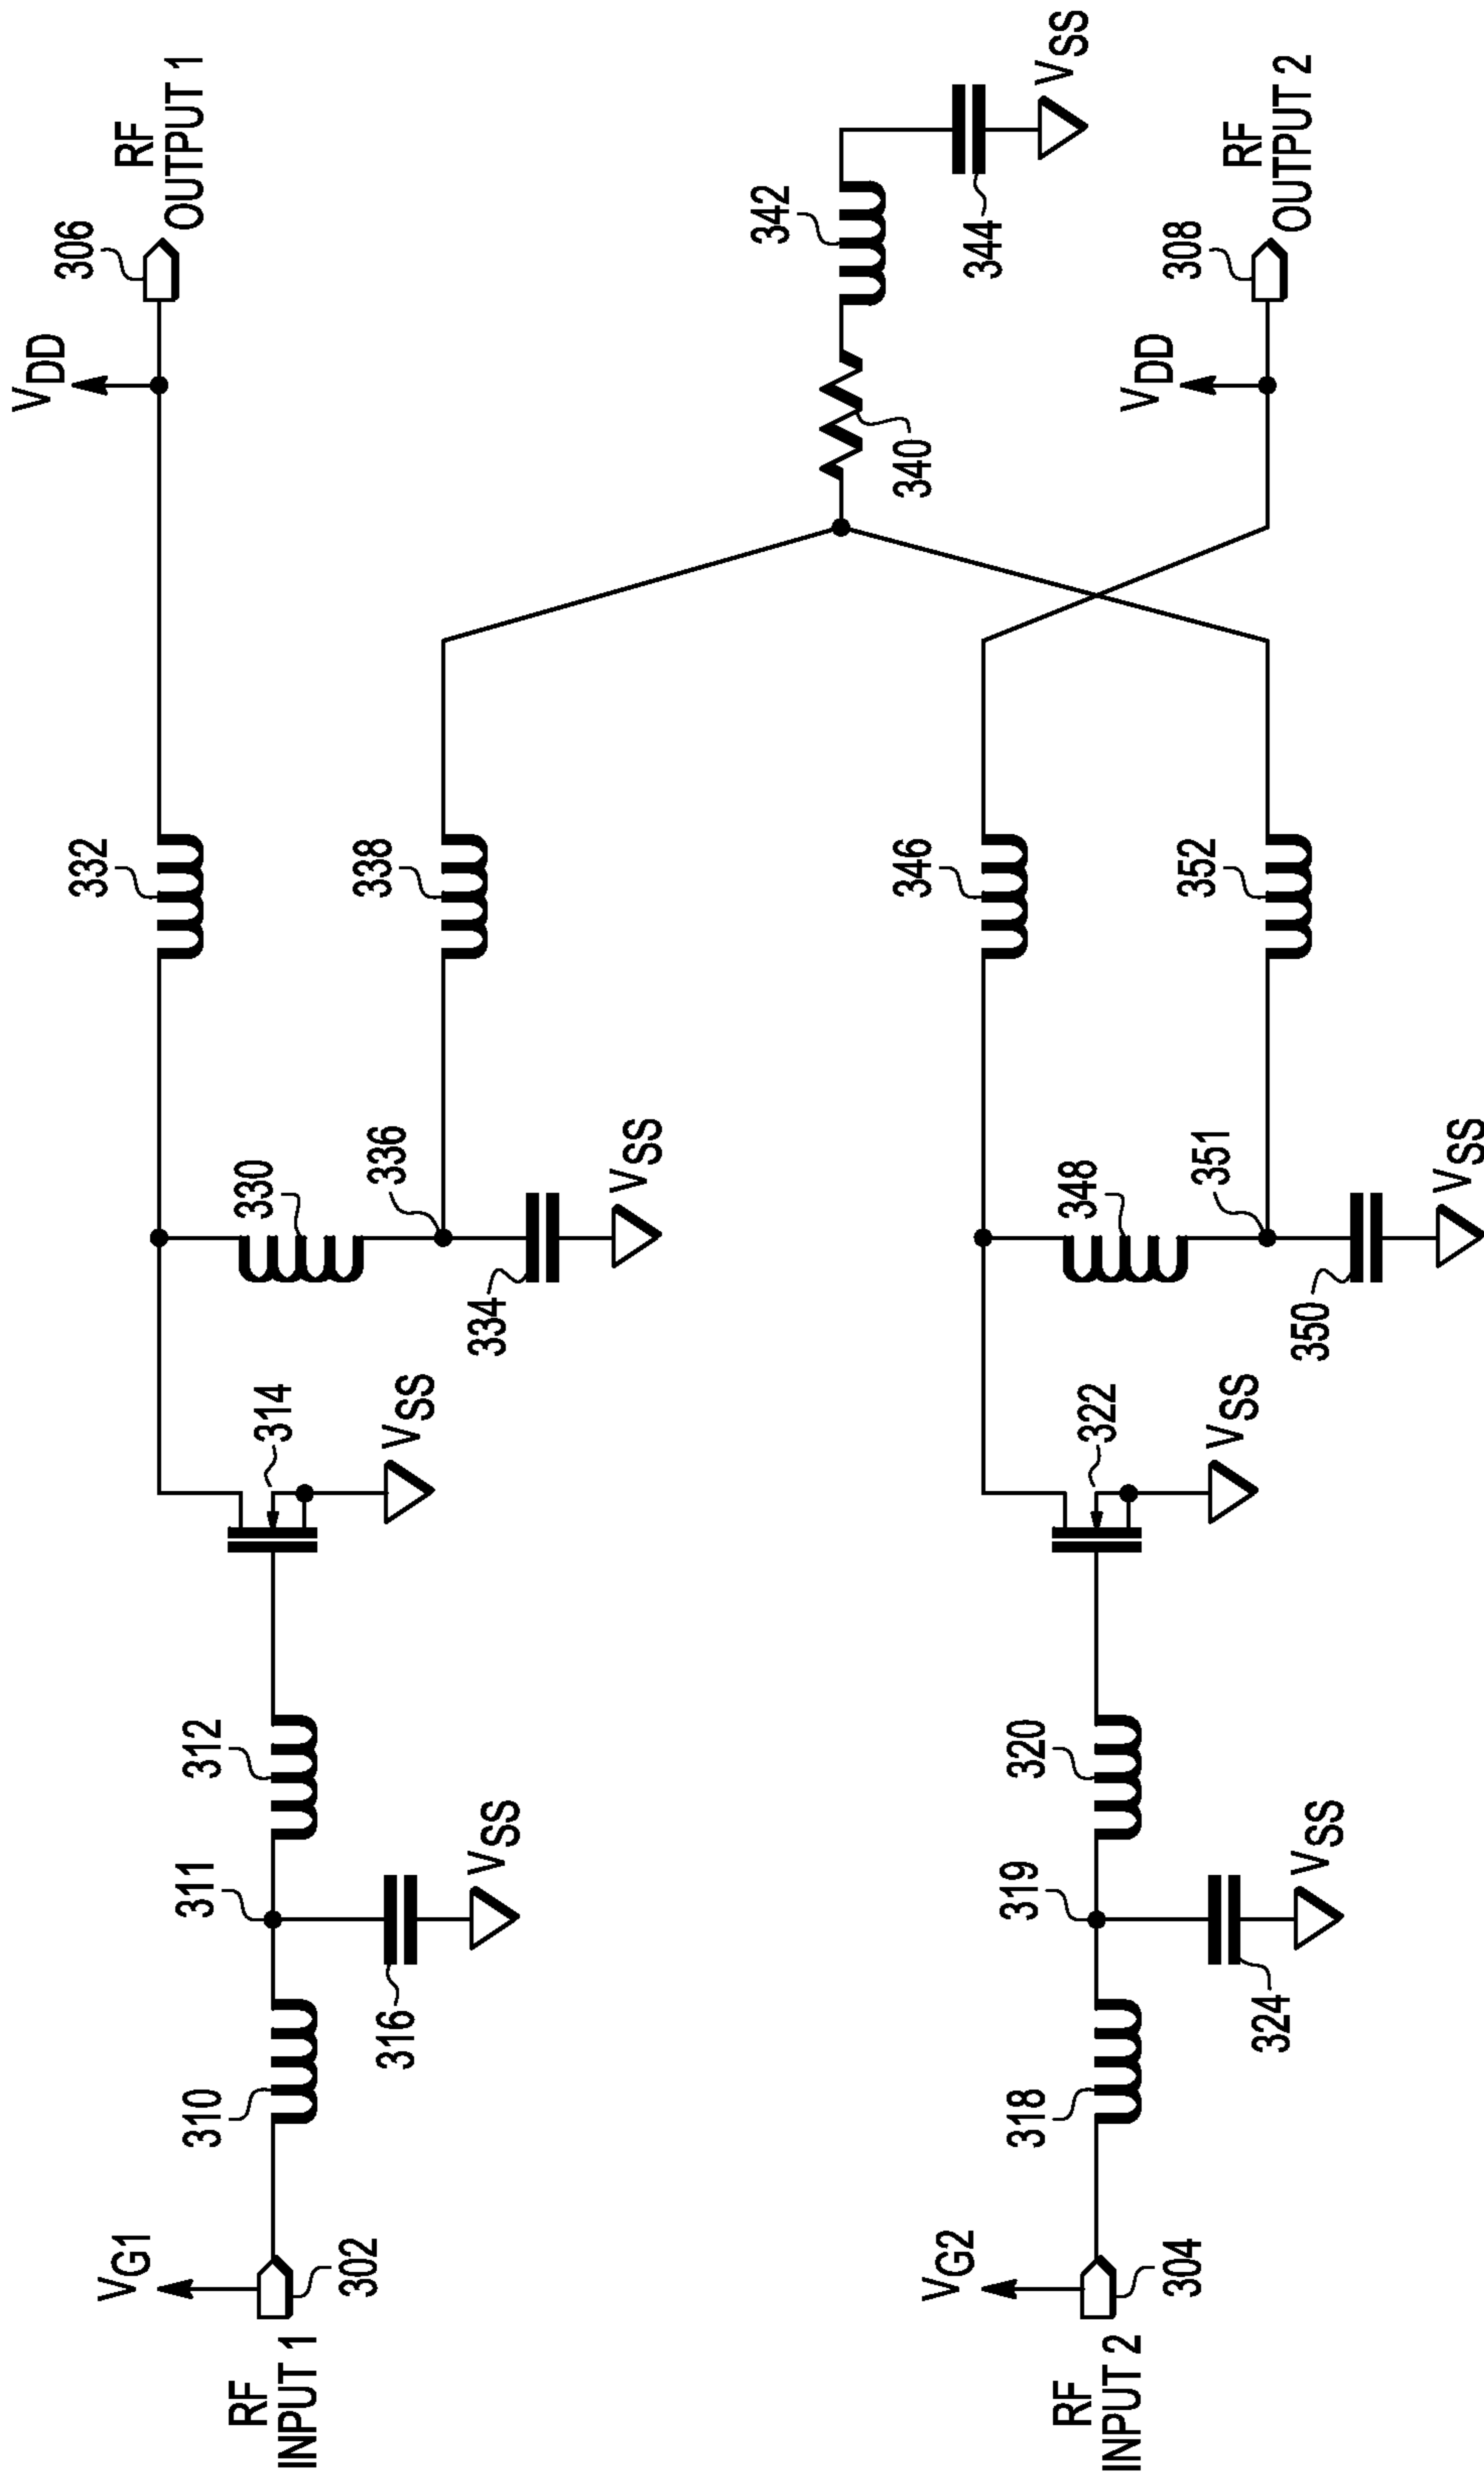 VDD
306
RF
OUTPUT 1
332
330
336
338
334
VSS
314
VSS
VG1
302
RF
INPUT 1
310
311
312
316
VSS
340
342
344
VSS
VDD
308
RF
OUTPUT 2
346
348
351
352
350
VSS
322
VSS
VG2
304
RF
INPUT 2
318
319
320
324
VSS